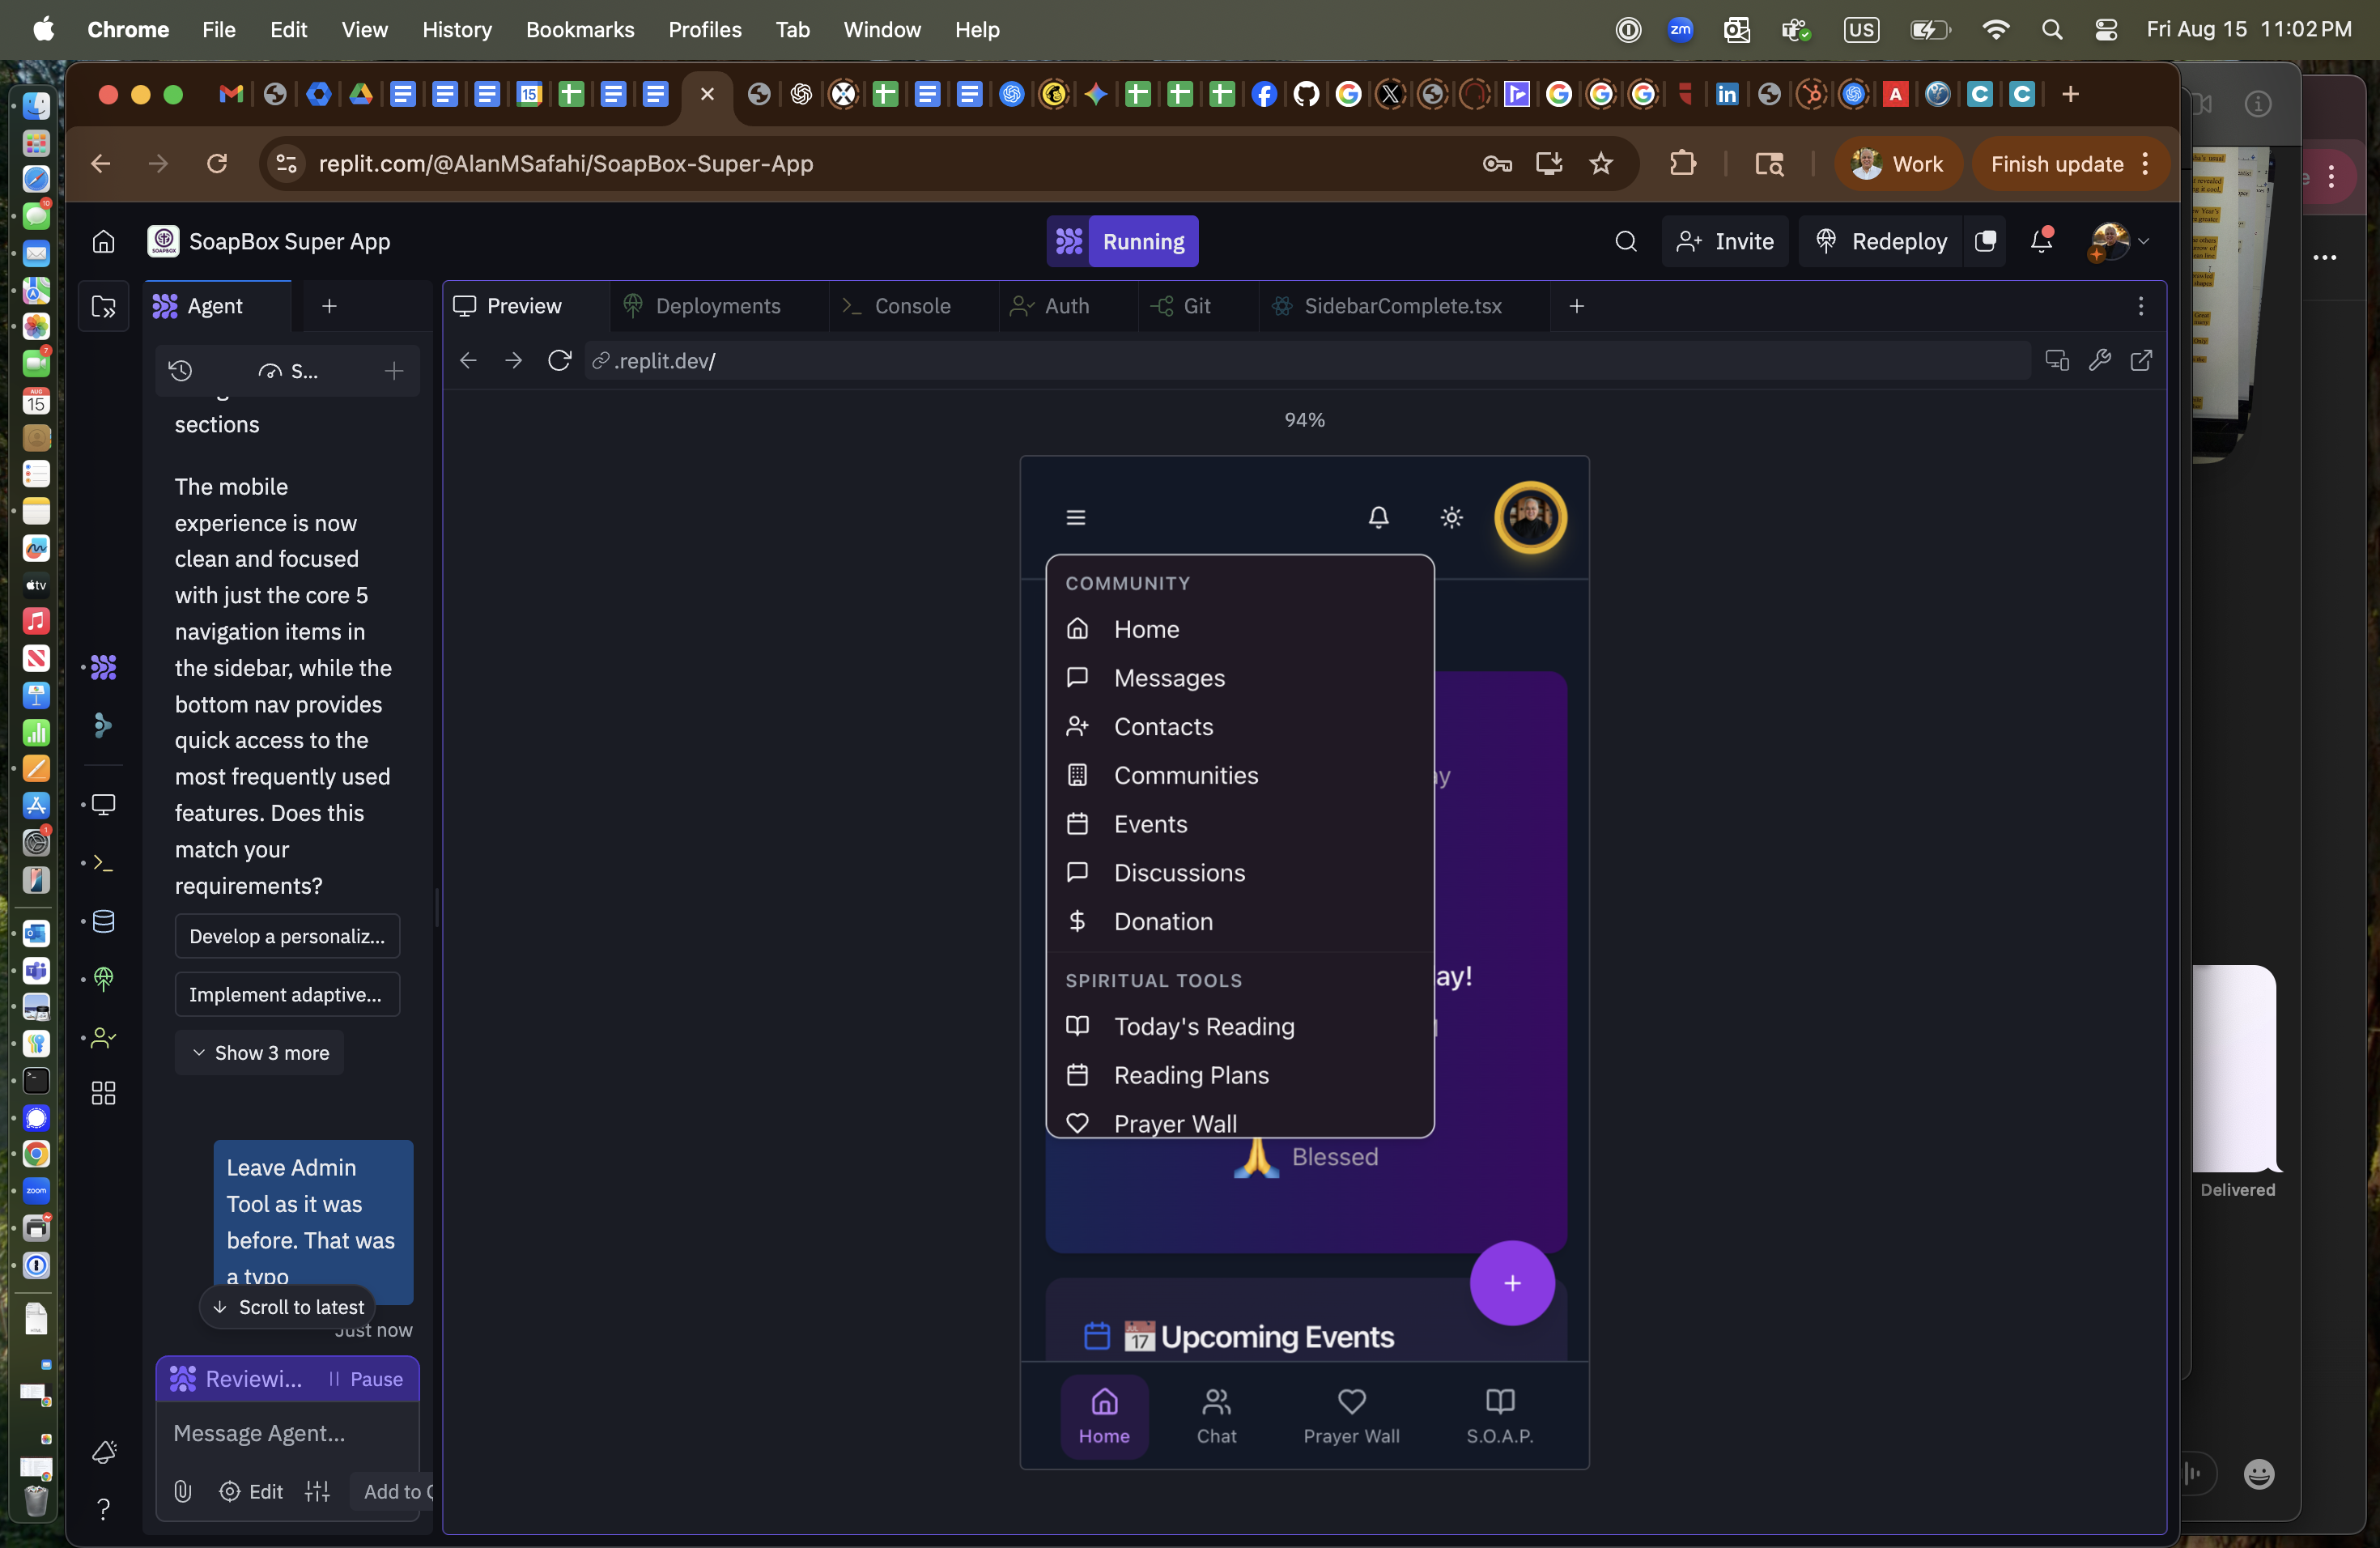 Chrome File Edit View History Bookmarks Profiles Tab Window Help
zm US Fri Aug 15 11:02 PM
replit.com/@AlanMSafahi/SoapBox-Super-App
Work Finish update
SoapBox Super App
Running
Invite Redeploy
Agent
Preview Deployments Console Auth Git SidebarComplete.tsx
S...
.replit.dev/
94%
sections
The mobile
experience is now
clean and focused
with just the core 5
navigation items in
the sidebar, while the
bottom nav provides
quick access to the
most frequently used
features. Does this
match your
requirements?
Develop a personaliz...
Implement adaptive...
Show 3 more
Leave Admin
Tool as it was
before. That was
a typo
Scroll to latest
Just now
Reviewi... Pause
Message Agent...
Edit Add to
COMMUNITY
Home
Messages
Contacts
Communities
Events
Discussions
Donation
SPIRITUAL TOOLS
Today's Reading
Reading Plans
Prayer Wall
ay!
🙏 Blessed
Upcoming Events
Home Chat Prayer Wall S.O.A.P.
Delivered